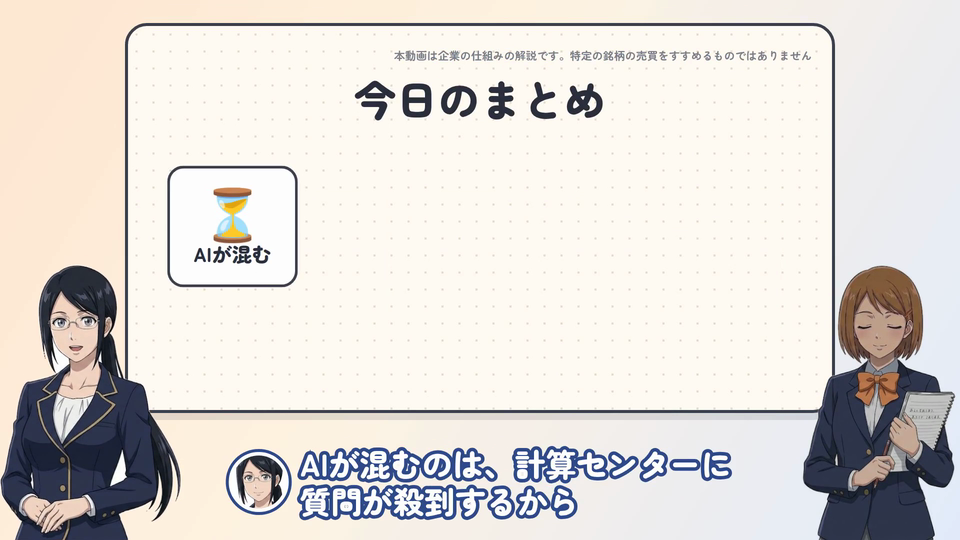 本動画は企業の仕組みの解説です。特定の銘柄の売買をすすめるものではありません
今日のまとめ
AIが混む
AIが混むのは、計算センターに
質問が殺到するから